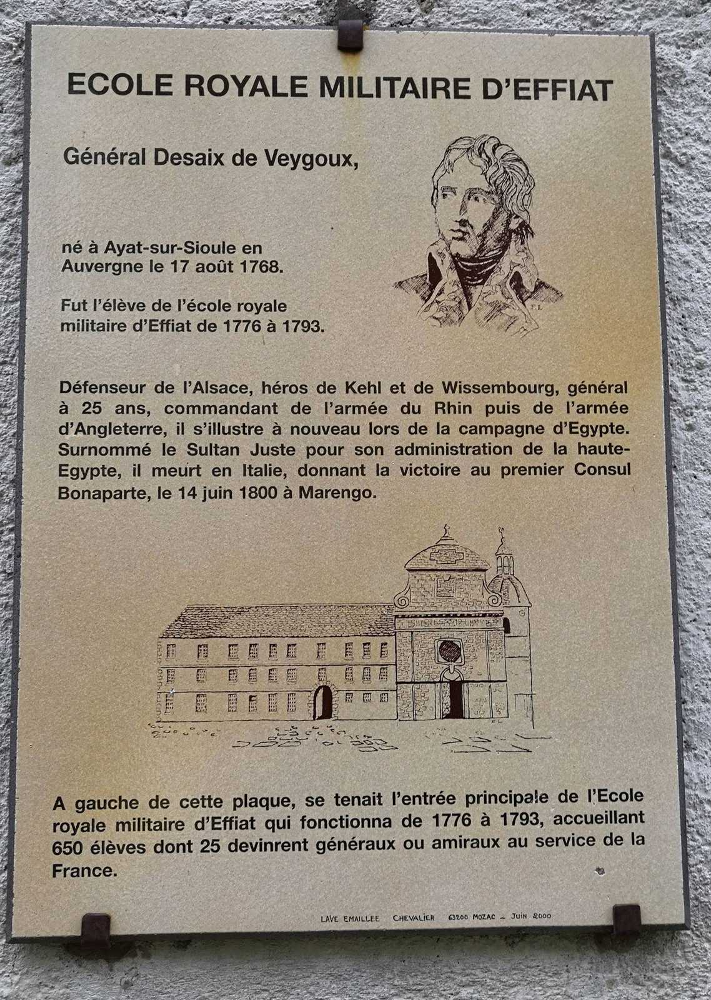 ECOLE ROYALE MILITAIRE D'EFFIAT
Général Desaix de Veygoux,
né à Ayat-sur-Sioule en
Auvergne le 17 août 1768.
Fut l'élève de l'école royale
militaire d'Effiat de 1776 à 1793.
F L
Défenseur de l'Alsace, héros de Kehl et de Wissembourg, général
à 25 ans, commandant de l'armée du Rhin puis de l'armée
d'Angleterre, il s'illustre à nouveau lors de la campagne d'Egypte.
Surnommé le Sultan Juste pour son administration de la haute-
Egypte, il meurt en Italie, donnant la victoire au premier Consul
Bonaparte, le 14 juin 1800 à Marengo.
F L
A gauche de cette plaque, se tenait l'entrée principale de l'Ecole
royale militaire d'Effiat qui fonctionna de 1776 à 1793, accueillant
650 élèves dont 25 devinrent généraux ou amiraux au service de la
France.
LAVE EMAILLEE CHEVALIER 63200 MOZAC - JUIN 2000